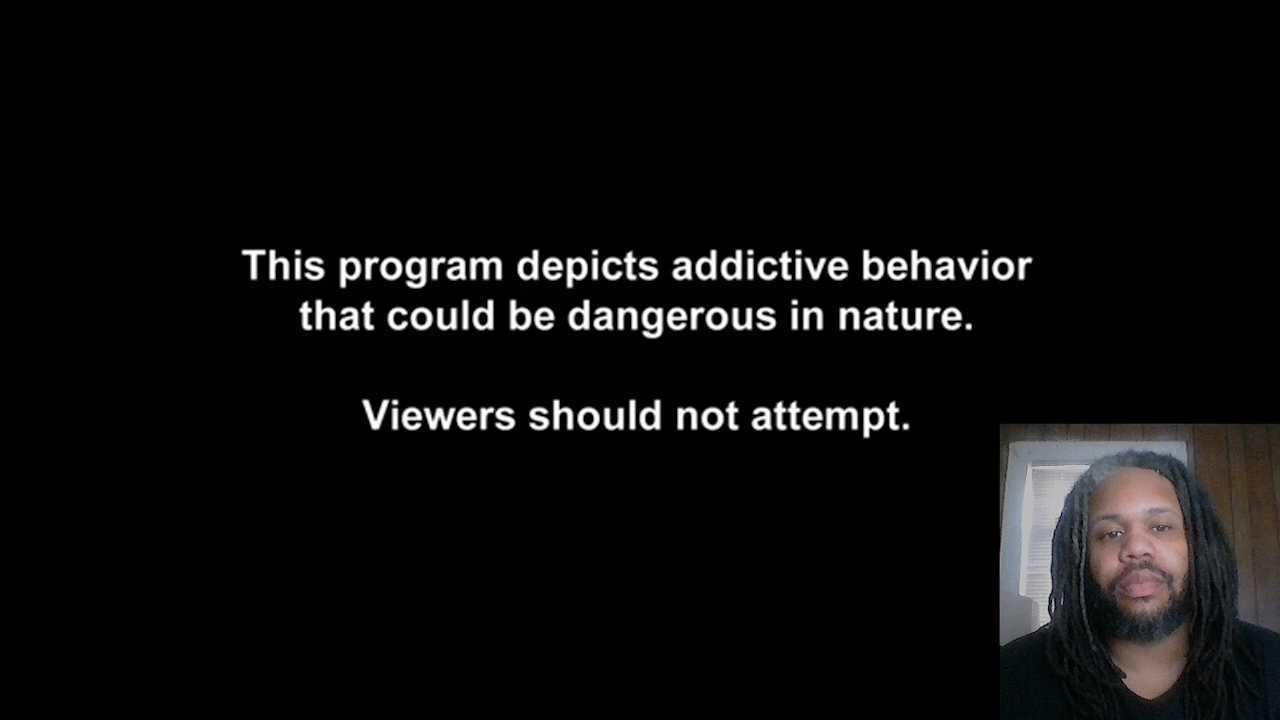 This program depicts addictive behavior
that could be dangerous in nature.
Viewers should not attempt.